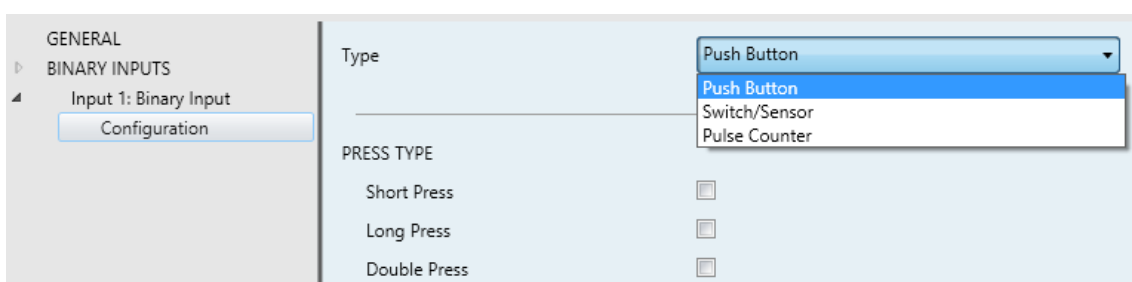 GENERAL
BINARY INPUTS
Input 1: Binary Input
Configuration
Type
Push Button
Push Button
Switch/Sensor
Pulse Counter
PRESS TYPE
Short Press
Long Press
Double Press